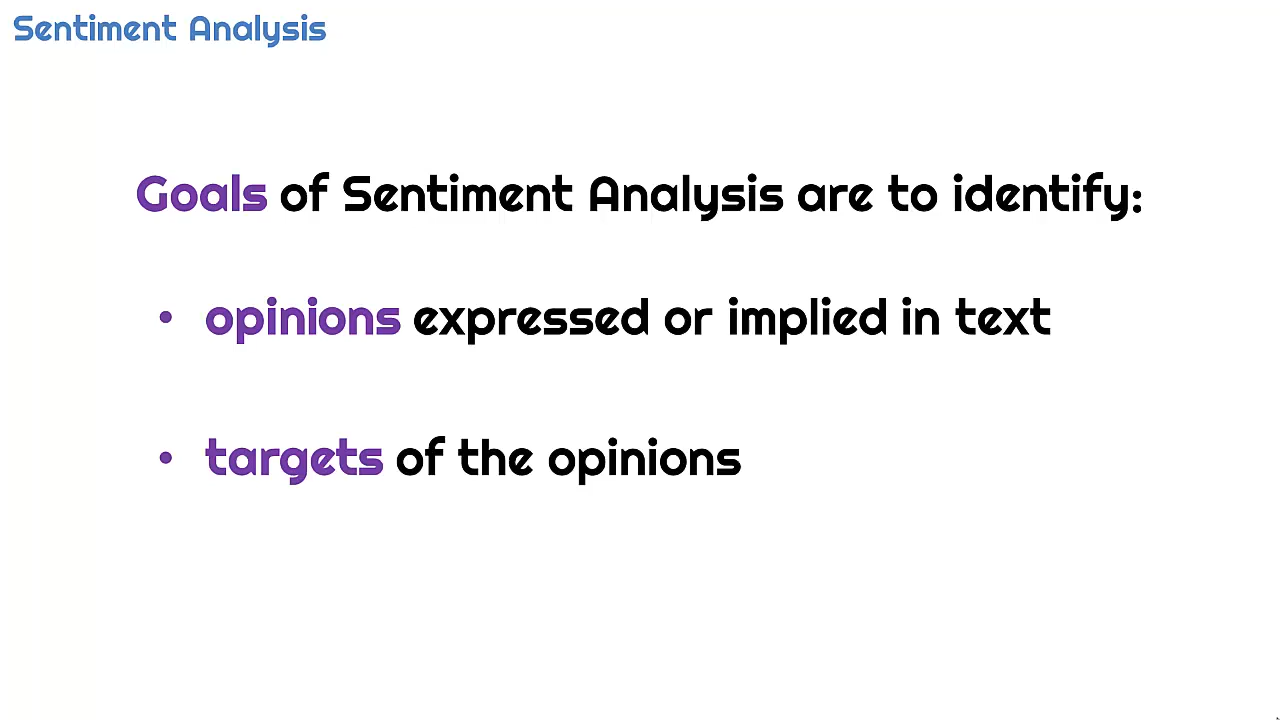 Sentiment Analysis
Goals of Sentiment Analysis are to identify:
• opinions expressed or implied in text
• targets of the opinions